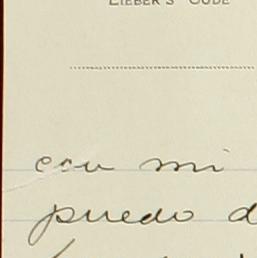 Lieber's Code
con mi
puedo d